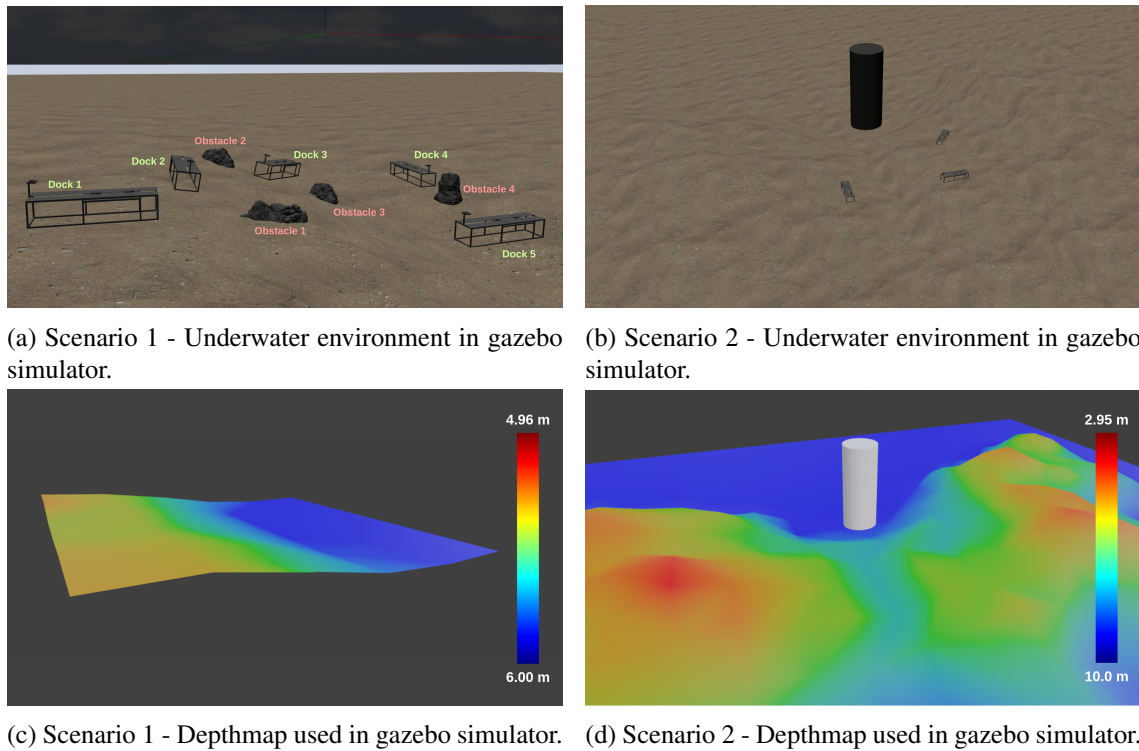 Obstacle 2
Dock 2
Dock 3
Dock 4
Dock 1
Obstacle 4
Obstacle 3
Obstacle 1
Dock 5
(a) Scenario 1 - Underwater environment in gazebo
simulator.
(b) Scenario 2 - Underwater environment in gazebo
simulator.
4.96 m
6.00 m
2.95 m
10.0 m
(c) Scenario 1 - Depthmap used in gazebo simulator.
(d) Scenario 2 - Depthmap used in gazebo simulator.